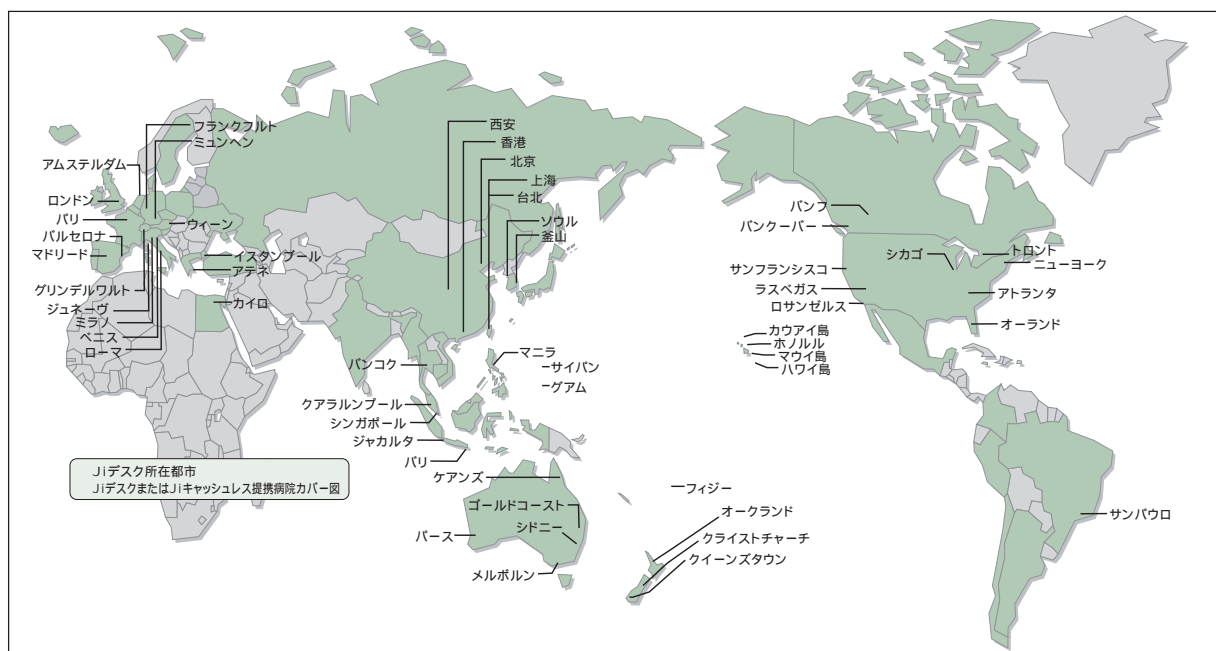 フランクフルト
ミュンヘン
アムステルダム
ロンドン
パリ
ウィーン
バルセロナ
マドリード
イスタンブール
アテネ
グリンデルワルト
ジュネーヴ
ミラノ
ベニス
ローマ
カイロ
西安
香港
北京
上海
台北
ソウル
釜山
バンコク
マニラ
サイパン
グアム
クアラルンプール
シンガポール
ジャカルタ
バリ
ケアンズ
ゴールドコースト
シドニー
パース
メルボルン
フィジー
オークランド
クライストチャーチ
クイーンズタウン
バンフ
バンクーバー
シカゴ
トロント
ニューヨーク
サンフランシスコ
ラスベガス
ロサンゼルス
アトランタ
オーランド
カウアイ島
ホノルル
マウイ島
ハワイ島
サンパウロ
Jiデスク所在都市
JiデスクまたはJiキャッシュレス提携病院カバー図